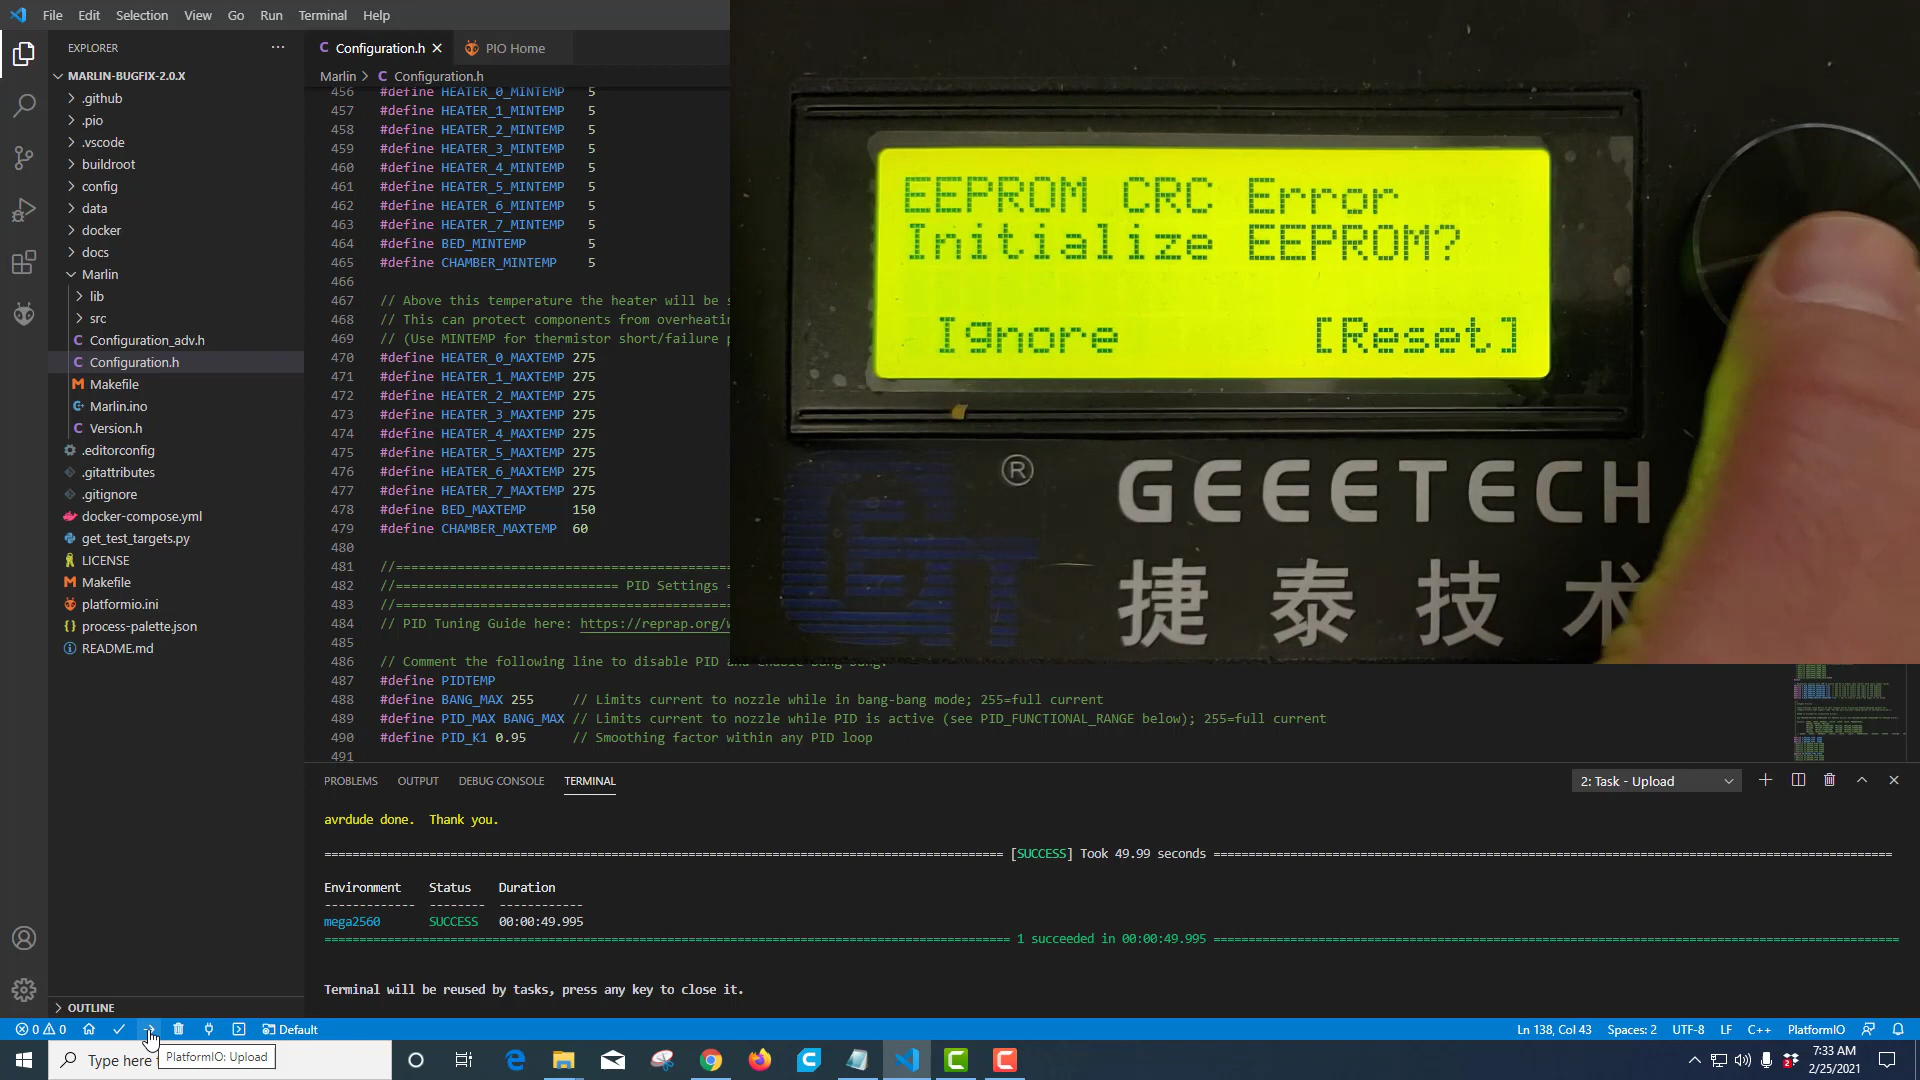 File Edit Selection View Go Run Terminal Help
EXPLORER
MARLIN-BUGFIX-2.0.X
.github
.pio
.vscode
buildroot
config
data
docker
docs
Marlin
lib
src
Configuration_adv.h
Configuration.h
Makefile
Marlin.ino
Version.h
.editorconfig
.gitattributes
.gitignore
docker-compose.yml
get_test_targets.py
LICENSE
Makefile
platformio.ini
process-palette.json
README.md
OUTLINE
Configuration.h PIO Home
Marlin > Configuration.h
456 #define HEATER_0_MINTEMP 5
457 #define HEATER_1_MINTEMP 5
458 #define HEATER_2_MINTEMP 5
459 #define HEATER_3_MINTEMP 5
460 #define HEATER_4_MINTEMP 5
461 #define HEATER_5_MINTEMP 5
462 #define HEATER_6_MINTEMP 5
463 #define HEATER_7_MINTEMP 5
464 #define BED_MINTEMP 5
465 #define CHAMBER_MINTEMP 5
466
467 // Above this temperature the heater will be
468 // This can protect components from
469 // (Use MINTEMP for thermistor short/failure
470 #define HEATER_0_MAXTEMP 275
471 #define HEATER_1_MAXTEMP 275
472 #define HEATER_2_MAXTEMP 275
473 #define HEATER_3_MAXTEMP 275
474 #define HEATER_4_MAXTEMP 275
475 #define HEATER_5_MAXTEMP 275
476 #define HEATER_6_MAXTEMP 275
477 #define HEATER_7_MAXTEMP 275
478 #define BED_MAXTEMP 150
479 #define CHAMBER_MAXTEMP 60
480
481 //=============================================
482 //============================= PID Settings =
483 //=============================================
484 // PID Tuning Guide here: https://reprap.org/
485
486 // Comment the following line to disable PID and enable bang-bang.
487 #define PIDTEMP
488 #define BANG_MAX 255 // Limits current to nozzle while in bang-bang mode; 255=full current
489 #define PID_MAX BANG_MAX // Limits current to nozzle while PID is active (see PID_FUNCTIONAL_RANGE below); 255=full current
490 #define PID_K1 0.95 // Smoothing factor within any PID loop
491
EEPROM CRC Error
Initialize EEPROM?
Ignore [Reset]
® GEEETECH
捷泰技术
PROBLEMS OUTPUT DEBUG CONSOLE TERMINAL 2: Task - Upload
avrdude done. Thank you.
[SUCCESS] Took 49.99 seconds
Environment Status Duration
------------- -------- ------------
mega2560 SUCCESS 00:00:49.995
1 succeeded in 00:00:49.995
Terminal will be reused by tasks, press any key to close it.
0 0 Default Ln 138, Col 43 Spaces: 2 UTF-8 LF C++ PlatformIO
PlatformIO: Upload
Type here
7:33 AM
2/25/2021